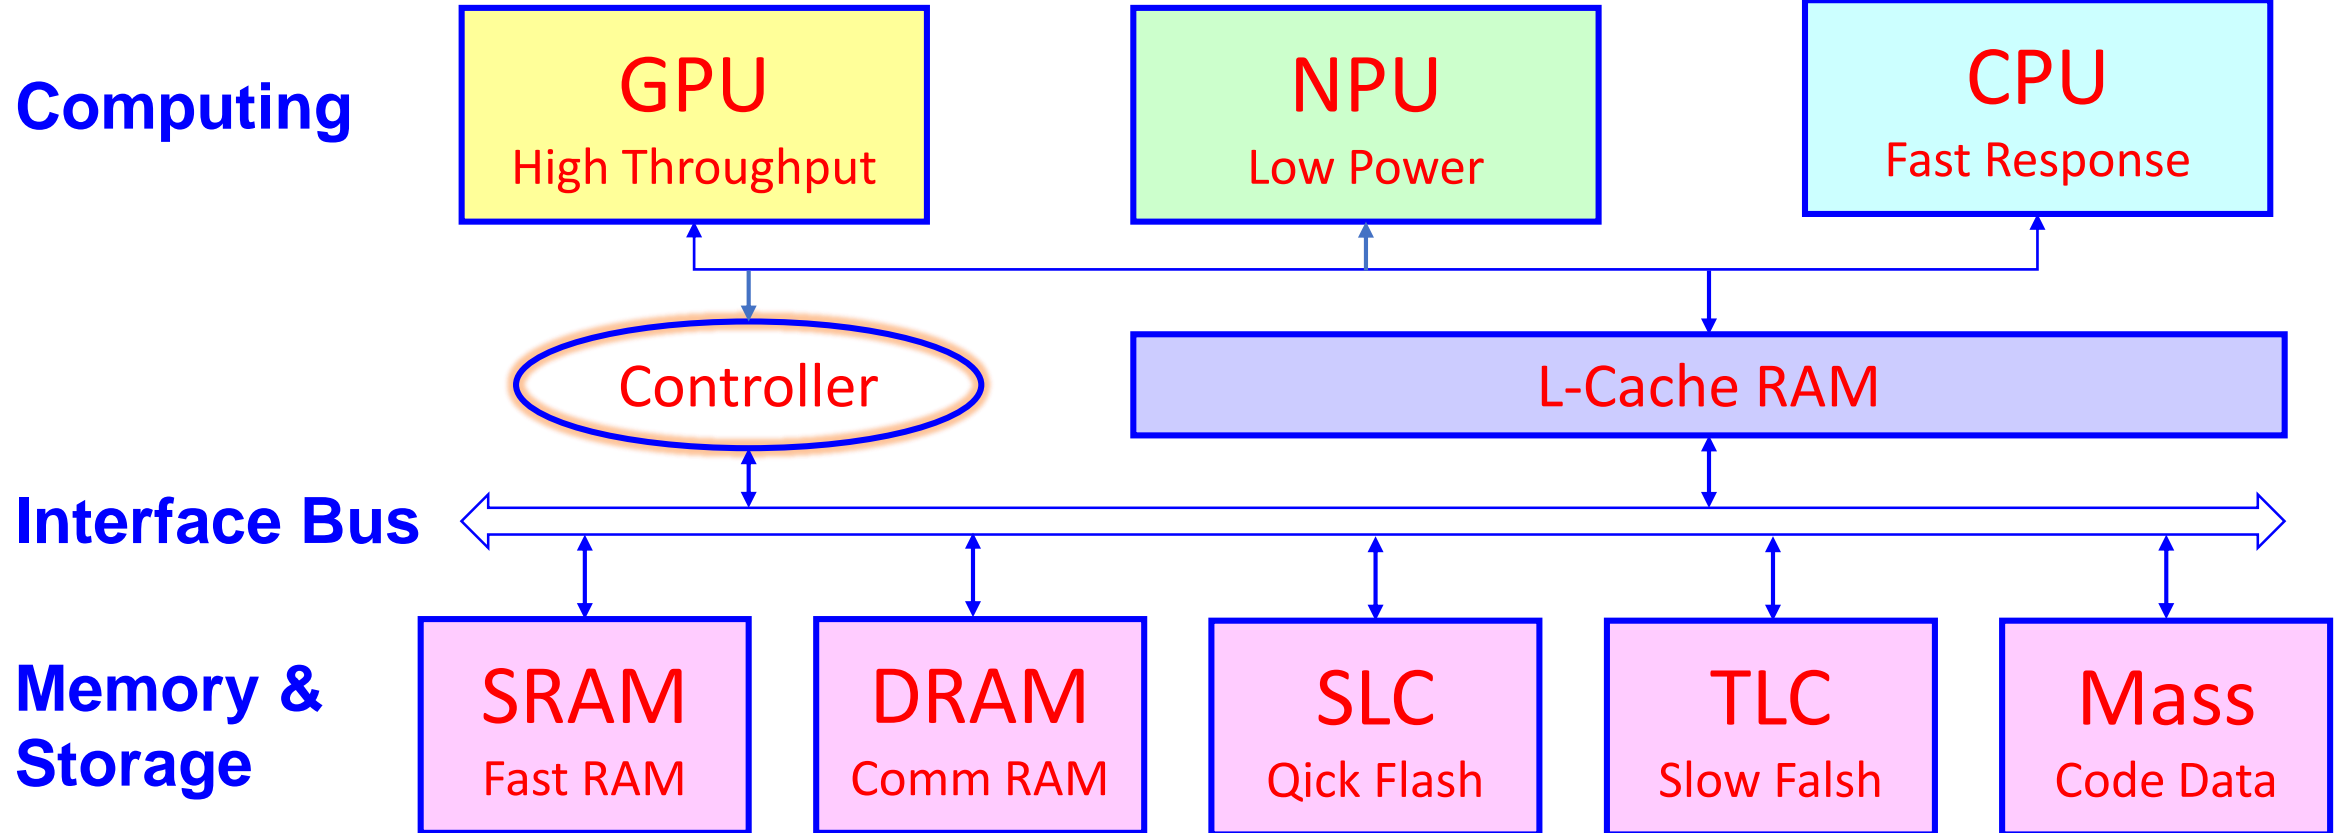 Computing
GPU
High Throughput
NPU
Low Power
CPU
Fast Response
Controller
L-Cache RAM
Interface Bus
Memory &
Storage
SRAM
Fast RAM
DRAM
Comm RAM
SLC
Qick Flash
TLC
Slow Falsh
Mass
Code Data